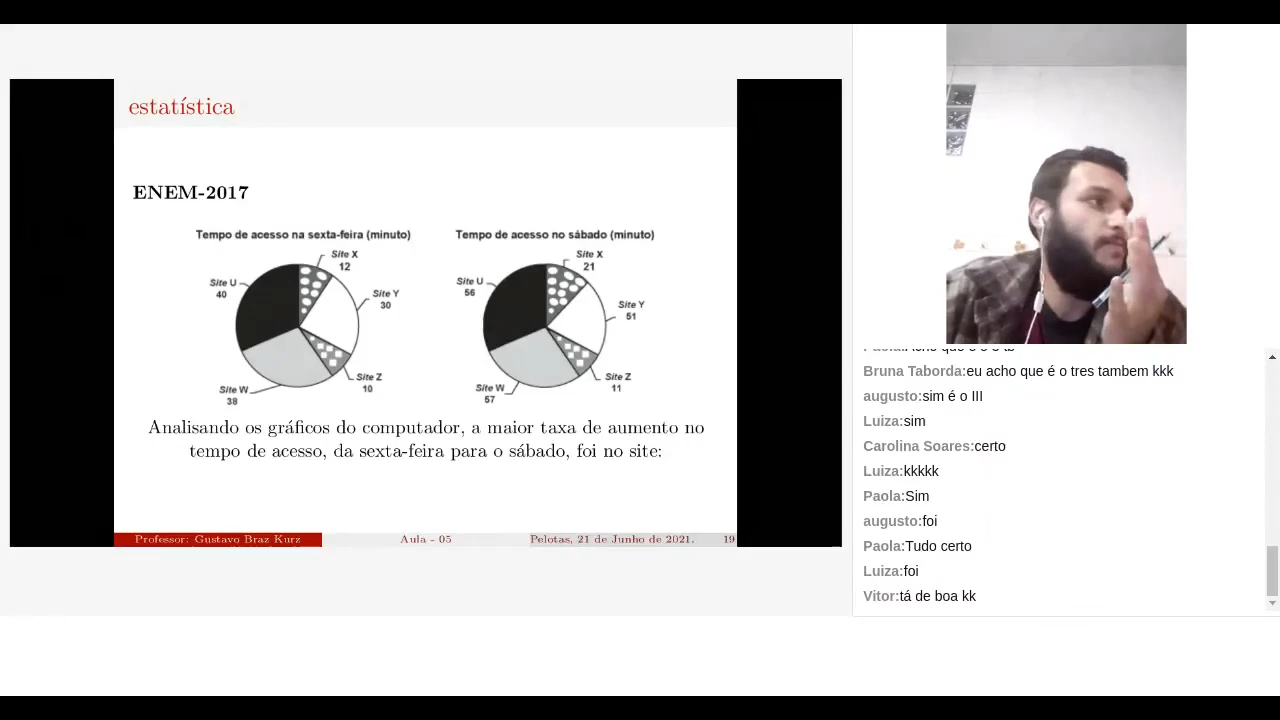 estatística
ENEM-2017
Tempo de acesso na sexta-feira (minuto)
Site X
12
Site U
40
Site Y
30
Site Z
10
Site W
38
Tempo de acesso no sábado (minuto)
Site X
21
Site U
56
Site Y
51
Site Z
11
Site W
57
Analisando os gráficos do computador, a maior taxa de aumento no
tempo de acesso, da sexta-feira para o sábado, foi no site:
Professor: Gustavo Braz Kurz
Aula - 05
Pelotas, 21 de Junho de 2021.
19
Bruna Taborda:eu acho que é o tres tambem kkk
augusto:sim é o III
Luiza:sim
Carolina Soares:certo
Luiza:kkkkk
Paola:Sim
augusto:foi
Paola:Tudo certo
Luiza:foi
Vitor:tá de boa kk